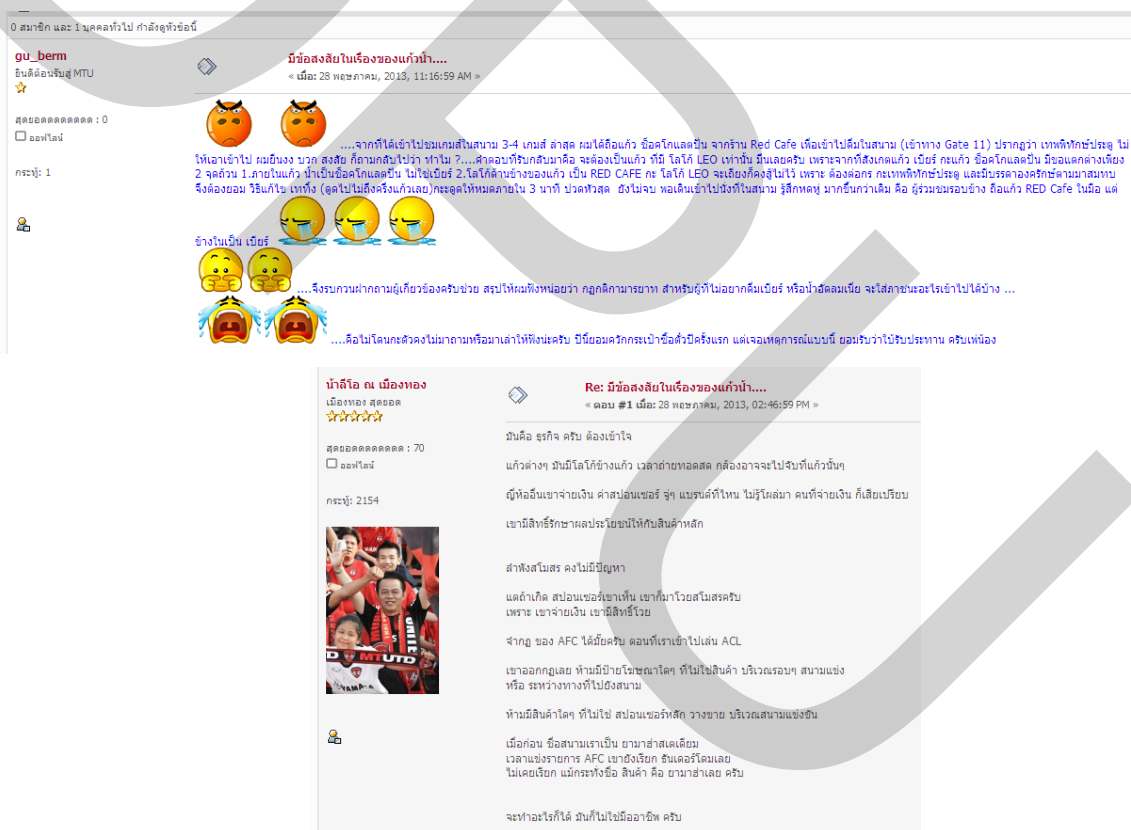 0 สมาชิก และ 1 บุคคลทั่วไป กำลังดูหัวข้อนี้
gu_berm
ยินดีต้อนรับสู่ MTU
สุดยอดดดดดดดดด : 0
ออฟไลน์
กระทู้: 1
มีข้อสงสัยในเรื่องของแก้วน้ำ....
« เมื่อ: 28 พฤษภาคม, 2013, 11:16:59 AM »
....จากที่ได้เข้าไปชมเกมส์ในสนาม 3-4 เกมส์ ล่าสุด ผมได้ถือแก้ว ช็อคโกแลตปั่น จากร้าน Red Cafe เพื่อเข้าไปดื่มในสนาม (เข้าทาง Gate 11) ปรากฏว่า เทพพิทักษ์ประตู ไม่
ให้เอาเข้าไป ผมยืนงง บวก สงสัย ก็ถามกลับไปว่า ทำไม ?....คำตอบที่รับกลับมาคือ จะต้องเป็นแก้ว ที่มี โลโก้ LEO เท่านั้น มึนเลยครับ เพราะจากที่สังเกตแก้ว เบียร์ กะแก้ว ช็อคโกแลตปั่น มีขอแตกต่างเพียง
2 จุดถ้วน 1.ภายในแก้ว น้ำเป็นช็อคโกแลตปั่น ไม่ใช่เบียร์ 2.โลโก้ด้านข้างของแก้ว เป็น RED CAFE กะ โลโก้ LEO จะเถียงก็คงสู้ไม่ไว้ เพราะ ต้องต่อกร กะเทพพิทักษ์ประตู และมีบรรดาองครักษ์ตามมาสมทบ
จึงต้องยอม วิธีแก้ไข เททิ้ง (ดูดไปไม่ถึงครึ่งแก้วเลย)กะะดูดให้หมดภายใน 3 นาที ปวดหัวสุด ยังไม่จบ พอเดินเข้าไปนั่งที่ในสนาม รู้สึกหดหู่ มากขึ้นกว่าเดิม คือ ผู้ร่วมชมรอบข้าง ถือแก้ว RED Cafe ในมือ แต่
ข้างในเป็น เบียร์
....จึงรบกวนฝากถามผู้เกี่ยวข้องครับช่วย สรุปให้ผมฟังหน่อยว่า กฏกติกามารยาท สำหรับผู้ที่ไม่อยากดื่มเบียร์ หรือน้ำอัดลมเนี่ย จะใส่ภาชนะอะไรเข้าไปได้บ้าง ...
....คือไม่โดนกะตัวคงไม่มาถามหรือมาเล่าให้ฟังน่ะครับ ปีนี้ยอมควักกระเป๋าซื้อตั๋วปีครั้งแรก แต่เจอเหตุการณ์แบบนี้ ยอมรับว่าใบ้รับประทาน ครับเพ่น้อง
น้าลีโอ ณ เมืองทอง
เมืองทอง สุดยอด
สุดยอดดดดดดดดด : 70
ออฟไลน์
กระทู้: 2154
Re: มีข้อสงสัยในเรื่องของแก้วน้ำ....
« ตอบ #1 เมื่อ: 28 พฤษภาคม, 2013, 02:46:59 PM »
มันคือ ธุรกิจ ครับ ต้องเข้าใจ
แก้วต่างๆ มันมีโลโก้ข้างแก้ว เวลาถ่ายทอดสด กล้องอาจจะไปจับที่แก้วนั้นๆ
ยี่ห้ออื่นเขาจ่ายเงิน ค่าสปอนเซอร์ จู่ๆ แบรนด์ที่ไหน ไม่รู้โผล่มา คนที่จ่ายเงิน ก็เสียเปรียบ
เขามีสิทธิ์รักษาผลประโยชน์ให้กับสินค้าหลัก
ลำพังสโมสร คงไม่มีปัญหา
แต่ถ้าเกิด สปอนเซอร์เขาเห็น เขาก็มาโวยสโมสรครับ
เพราะ เขาจ่ายเงิน เขามีสิทธิ์โวย
จำกฏ ของ AFC ได้มั้ยครับ ตอนที่เราเข้าไปเล่น ACL
เขาออกกฏเลย ห้ามมีป้ายโฆษณาใดๆ ที่ไม่ใช่สินค้า บริเวณรอบๆ สนามแข่ง
หรือ ระหว่างทางที่ไปยังสนาม
ห้ามมีสินค้าใดๆ ที่ไม่ใช่ สปอนเซอร์หลัก วางขาย บริเวณสนามแข่งขัน
เมื่อก่อน ชื่อสนามเราเป็น ยามาฮ่าสเตเดียม
เวลาแข่งรายการ AFC เขายังเรียก ธันเดอร์โดมเลย
ไม่เคยเรียก แม้กระทั่งชื่อ สินค้า คือ ยามาฮ่าเลย ครับ
จะทำอะไรก็ได้ มันก็ไม่ใช่มืออาชีพ ครับ